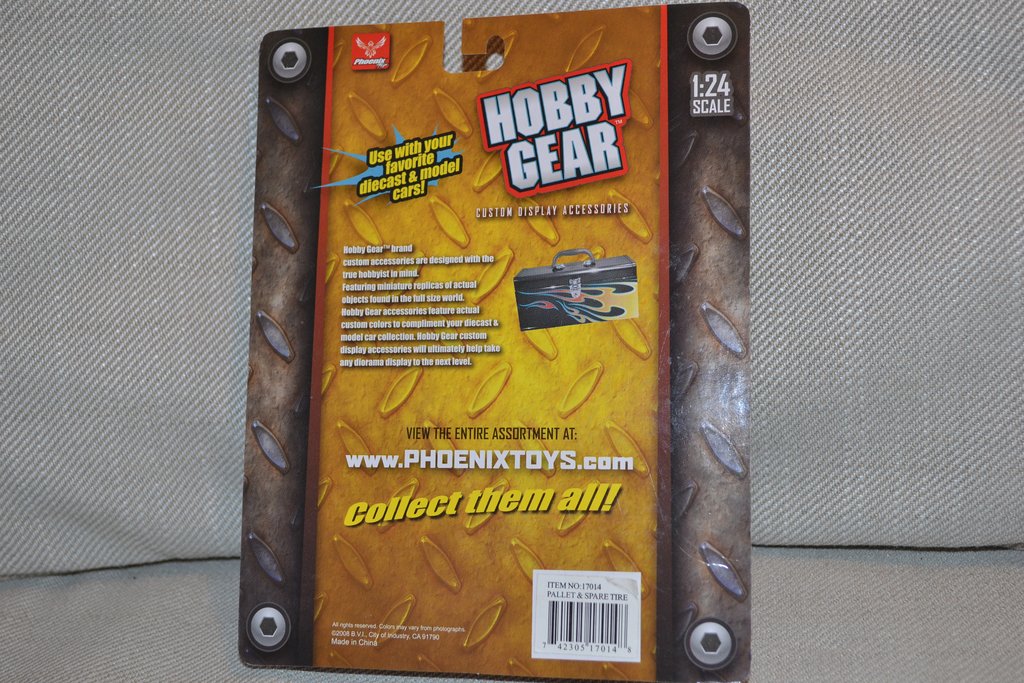 Phoenix
HOBBY
GEAR™
1:24
SCALE
Use with your
favorite
diecast & model
cars!
CUSTOM DISPLAY ACCESSORIES
Hobby Gear™ brand
custom accessories are designed with the
true hobbyist in mind.
Featuring miniature replicas of actual
objects found in the full size world.
Hobby Gear accessories feature actual
custom colors to compliment your diecast &
model car collection. Hobby Gear custom
display accessories will ultimately help take
any diorama display to the next level.
VIEW THE ENTIRE ASSORTMENT AT:
www.PHOENIXTOYS.com
Collect them all!
All rights reserved. Colors may vary from photographs.
©2008 B.V.I., City of Industry, CA 91790
Made in China
ITEM NO:17014
PALLET & SPARE TIRE
7 42305 17014 8